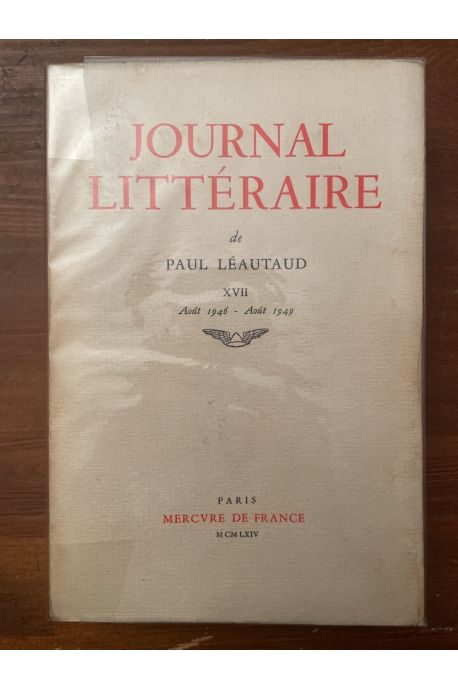 JOURNAL
LITTÉRAIRE
de
PAUL LÉAUTAUD
XVII
Août 1946 - Août 1949
PARIS
MERCVRE DE FRANCE
MCMLXIV